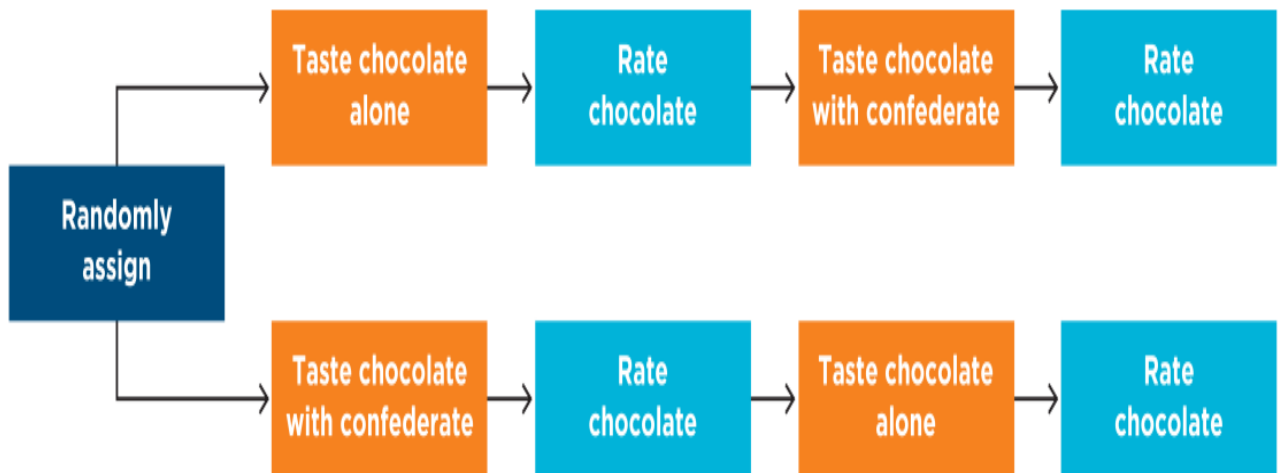 Taste chocolate
alone
Rate
chocolate
Taste chocolate
with confederate
Rate
chocolate
Randomly
assign
Taste chocolate
with confederate
Rate
chocolate
Taste chocolate
alone
Rate
chocolate